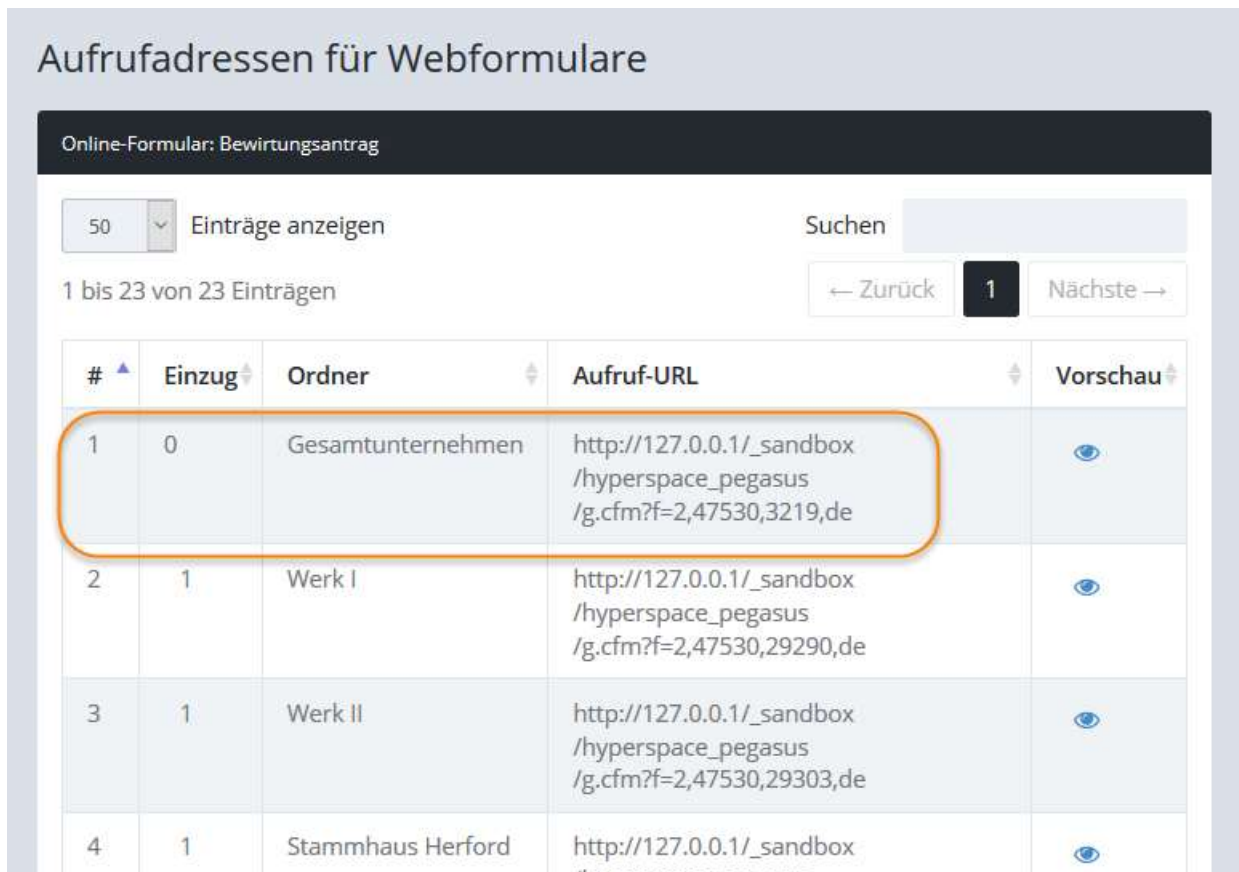 Aufrufadressen für Webformulare
Online-Formular: Bewirtungsantrag
50 Einträge anzeigen Suchen
1 bis 23 von 23 Einträgen ← Zurück 1 Nächste →
# Einzug Ordner Aufruf-URL Vorschau
1 0 Gesamtunternehmen http://127.0.0.1/_sandbox
/hyperspace_pegasus
/g.cfm?f=2,47530,3219,de
2 1 Werk I http://127.0.0.1/_sandbox
/hyperspace_pegasus
/g.cfm?f=2,47530,29290,de
3 1 Werk II http://127.0.0.1/_sandbox
/hyperspace_pegasus
/g.cfm?f=2,47530,29303,de
4 1 Stammhaus Herford http://127.0.0.1/_sandbox